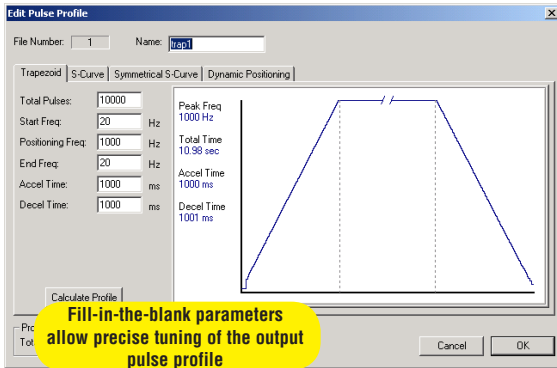 Edit Pulse Profile
File Number: 1 Name: trap1
Trapezoid S-Curve Symmetrical S-Curve Dynamic Positioning
Total Pulses: 10000
Start Freq: 20 Hz
Positioning Freq: 1000 Hz
End Freq: 20 Hz
Accel Time: 1000 ms
Decel Time: 1000 ms
Peak Freq
1000 Hz
Total Time
10.98 sec
Accel Time
1000 ms
Decel Time
1001 ms
Calculate Profile
Fill-in-the-blank parameters
allow precise tuning of the output
pulse profile
Cancel OK